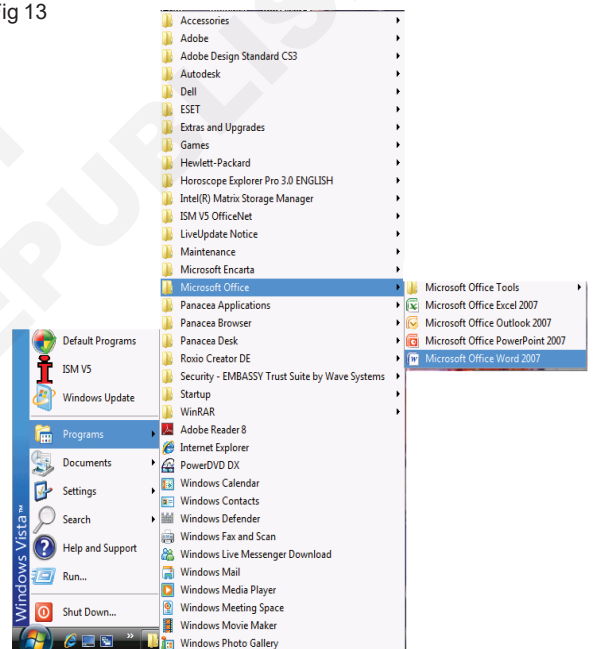 ig 13
Accessories
Adobe
Adobe Design Standard CS3
Autodesk
Dell
ESET
Extras and Upgrades
Games
Hewlett-Packard
Horoscope Explorer Pro 3.0 ENGLISH
Intel(R) Matrix Storage Manager
ISM V5 OfficeNet
LiveUpdate Notice
Maintenance
Microsoft Encarta
Microsoft Office
Panacea Applications
Panacea Browser
Panacea Desk
Roxio Creator DE
Security - EMBASSY Trust Suite by Wave Systems
Startup
WinRAR
Adobe Reader 8
Internet Explorer
PowerDVD DX
Windows Calendar
Windows Contacts
Windows Defender
Windows Fax and Scan
Windows Live Messenger Download
Windows Mail
Windows Media Player
Windows Meeting Space
Windows Movie Maker
Windows Photo Gallery
Microsoft Office Tools
Microsoft Office Excel 2007
Microsoft Office Outlook 2007
Microsoft Office PowerPoint 2007
Microsoft Office Word 2007
Default Programs
ISM V5
Windows Update
Programs
Documents
Settings
Search
Help and Support
Run...
Shut Down...
Windows Vista™